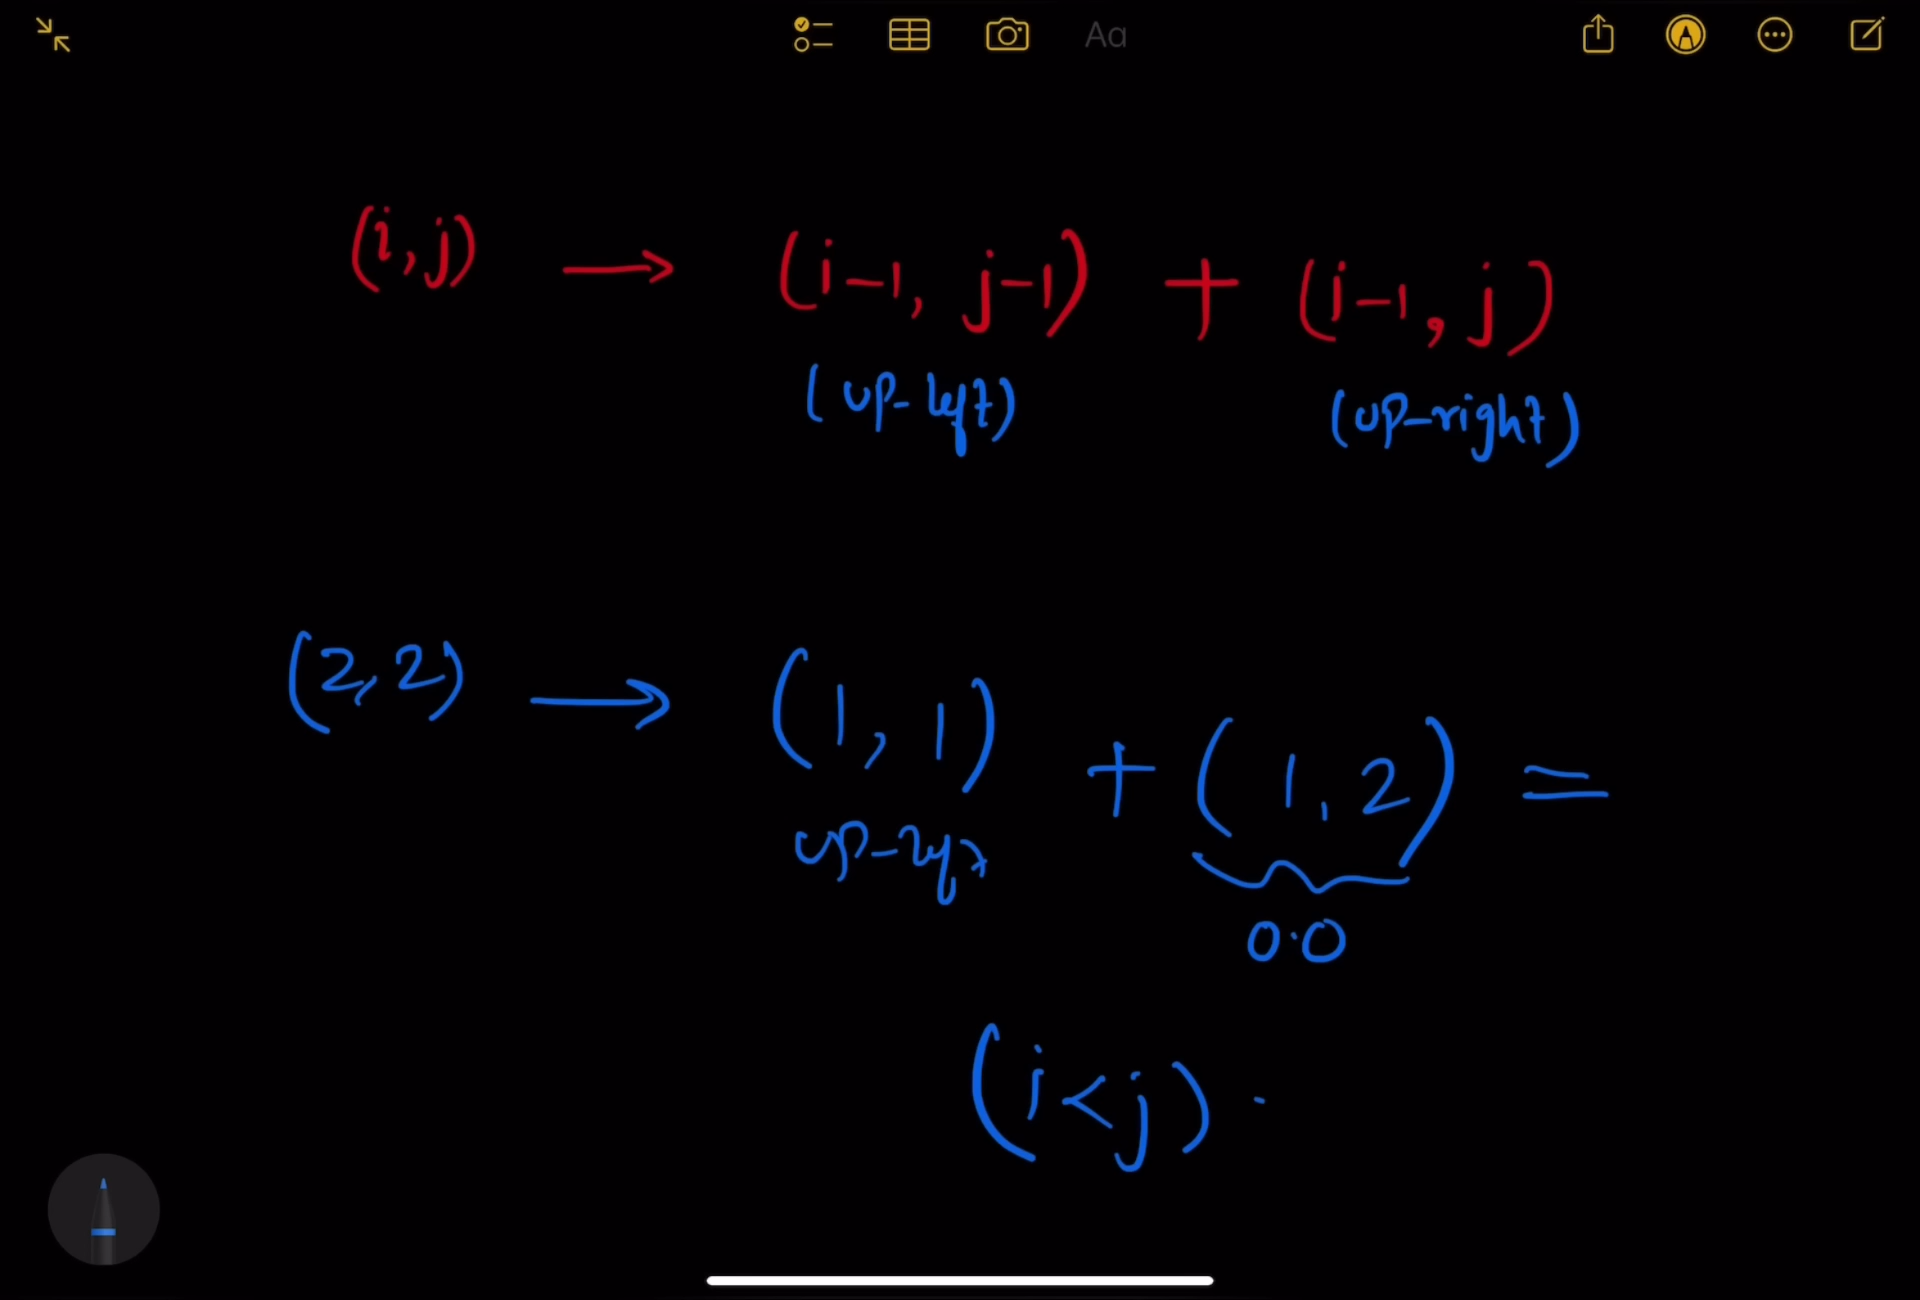 Aa
(i,j) → (i-1, j-1) + (i-1, j)
(up-left) (up-right)
(2,2) → (1, 1) + (1, 2) =
up-left
0.0
(i<j) .